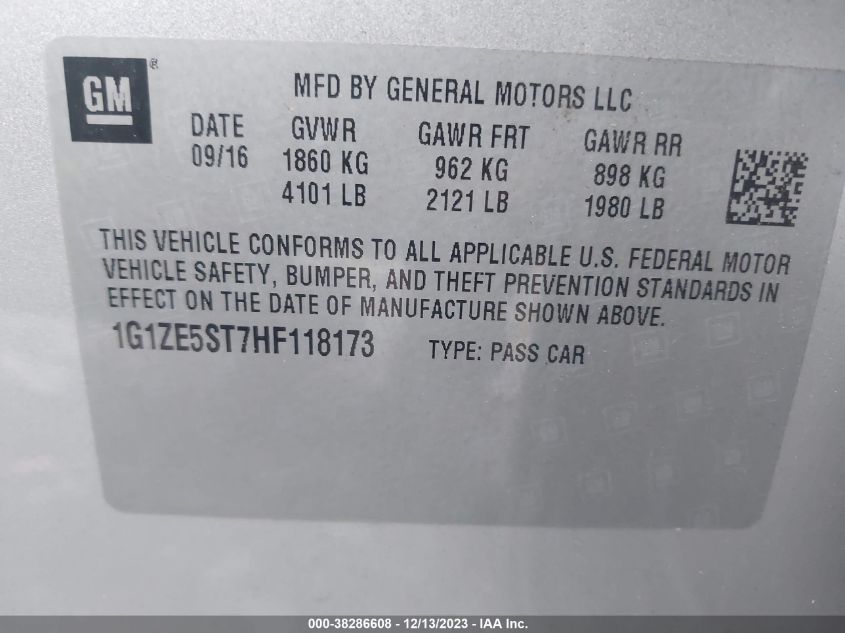 GM®
MFD BY GENERAL MOTORS LLC
DATE GVWR GAWR FRT GAWR RR
09/16 1860 KG 962 KG 898 KG
4101 LB 2121 LB 1980 LB
THIS VEHICLE CONFORMS TO ALL APPLICABLE U.S. FEDERAL MOTOR
VEHICLE SAFETY, BUMPER, AND THEFT PREVENTION STANDARDS IN
EFFECT ON THE DATE OF MANUFACTURE SHOWN ABOVE.
1G1ZE5ST7HF118173 TYPE: PASS CAR
000-38286608 - 12/13/2023 - IAA Inc.